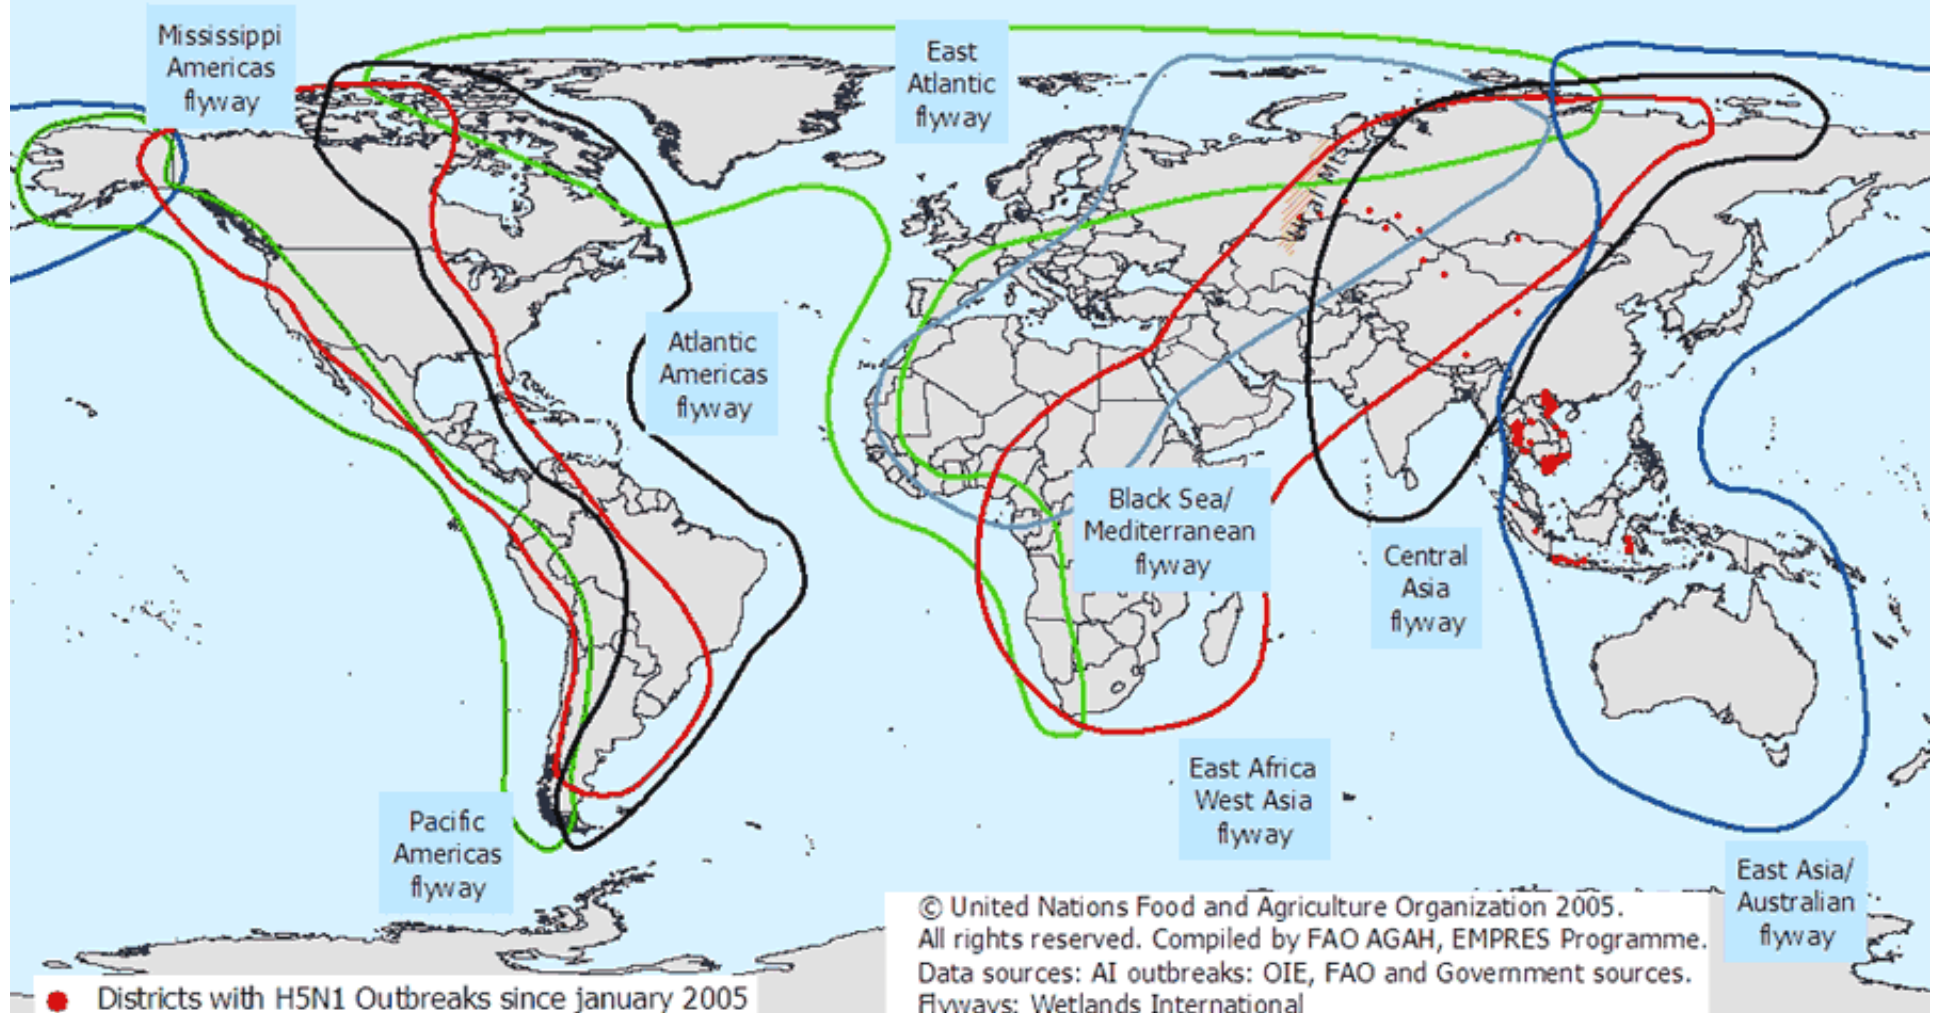 Mississippi
Americas
flyway
East
Atlantic
flyway
Atlantic
Americas
flyway
Black Sea/
Mediterranean
flyway
Central
Asia
flyway
East Africa
West Asia
flyway
Pacific
Americas
flyway
East Asia/
Australian
flyway
© United Nations Food and Agriculture Organization 2005.
All rights reserved. Compiled by FAO AGAH, EMPRES Programme.
Data sources: AI outbreaks: OIE, FAO and Government sources.
Flyways: Wetlands International
Districts with H5N1 Outbreaks since january 2005